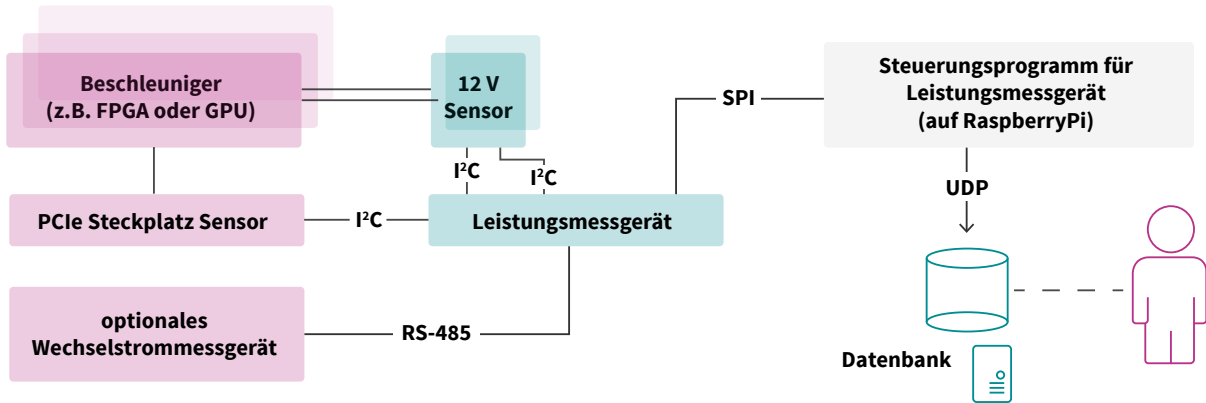 Beschleuniger
(z.B. FPGA oder GPU)
12 V
Sensor
SPI
Steuerungsprogramm für
Leistungsmessgerät
(auf RaspberryPi)
I²C
I²C
UDP
PCIe Steckplatz Sensor
I²C
Leistungsmessgerät
optionales
Wechselstrommessgerät
RS-485
Datenbank